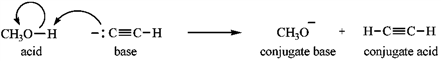 CH₃O—H −:C≡C—H ⟶ CH₃O⁻ + H—C≡C—H
acid base conjugate base conjugate acid